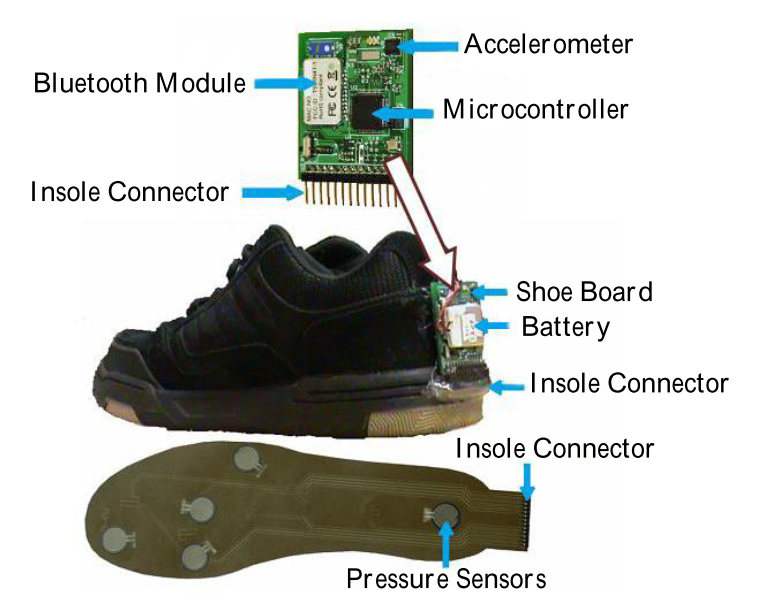 Accelerometer
Bluetooth Module
Microcontroller
Insole Connector
Shoe Board
Battery
Insole Connector
Insole Connector
Pressure Sensors